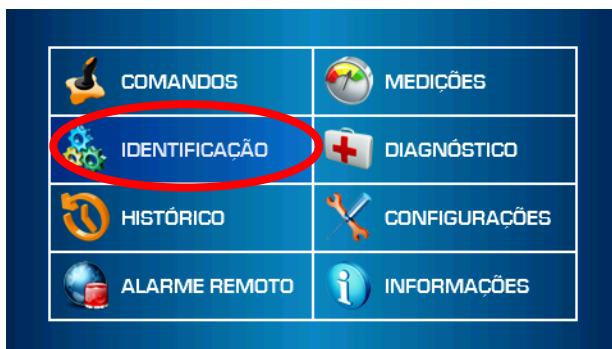 COMANDOS
MEDIÇÕES
IDENTIFICAÇÃO
DIAGNÓSTICO
HISTÓRICO
CONFIGURAÇÕES
ALARME REMOTO
INFORMAÇÕES